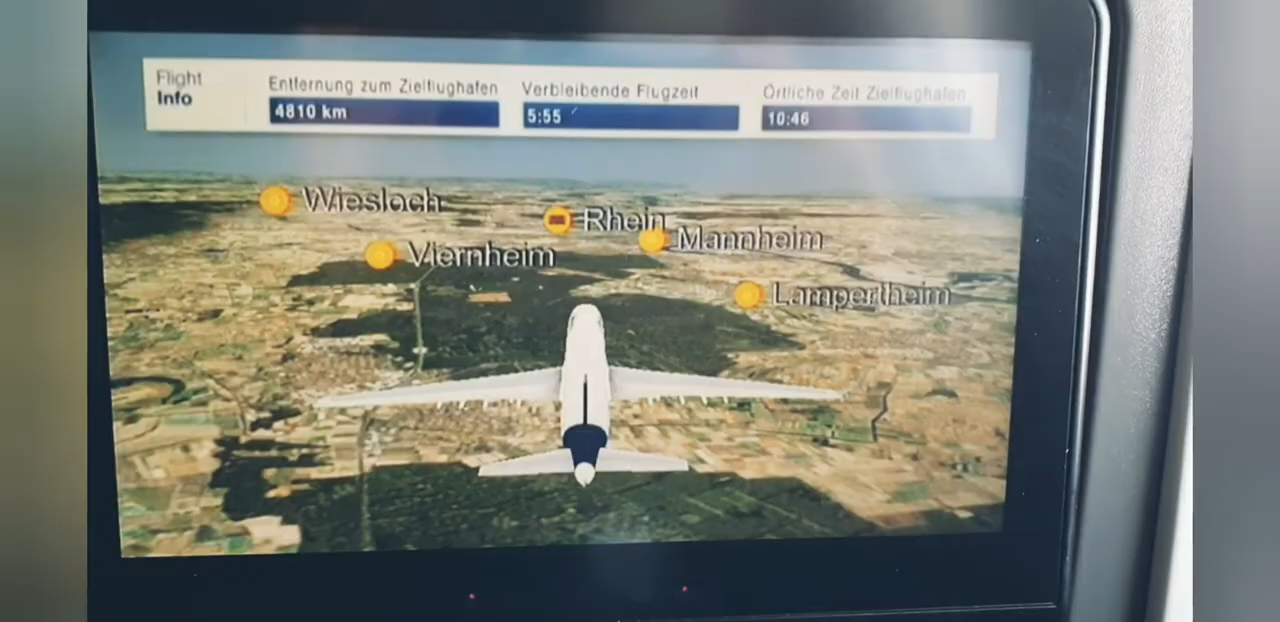 Flight
Info
Entfernung zum Zielflughafen
4810 km
Verbleibende Flugzeit
5:55
Örtliche Zeit Zielflughafen
10:46
Wiesloch
Rhein
Mannheim
Viernheim
Lampertheim